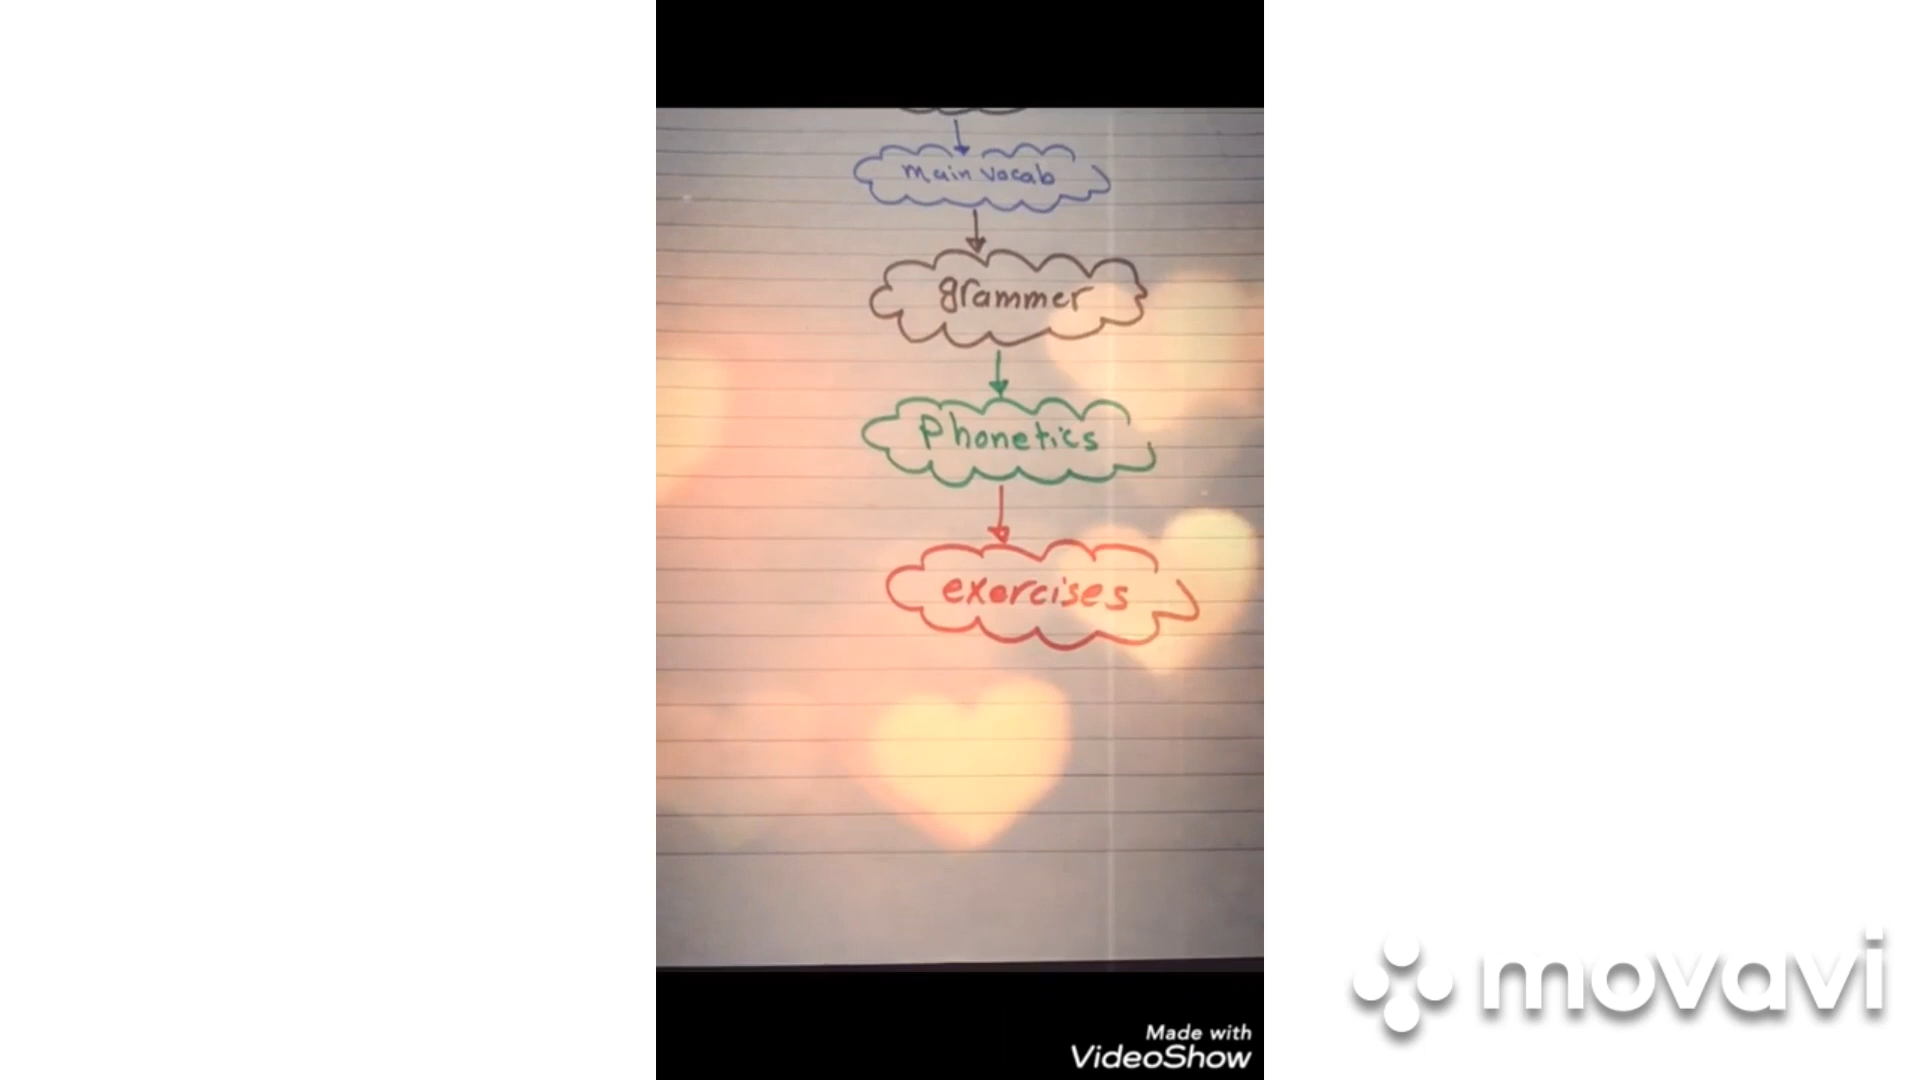 main vocab
grammer
Phonetics
exercises
Made with
VideoShow
movavi